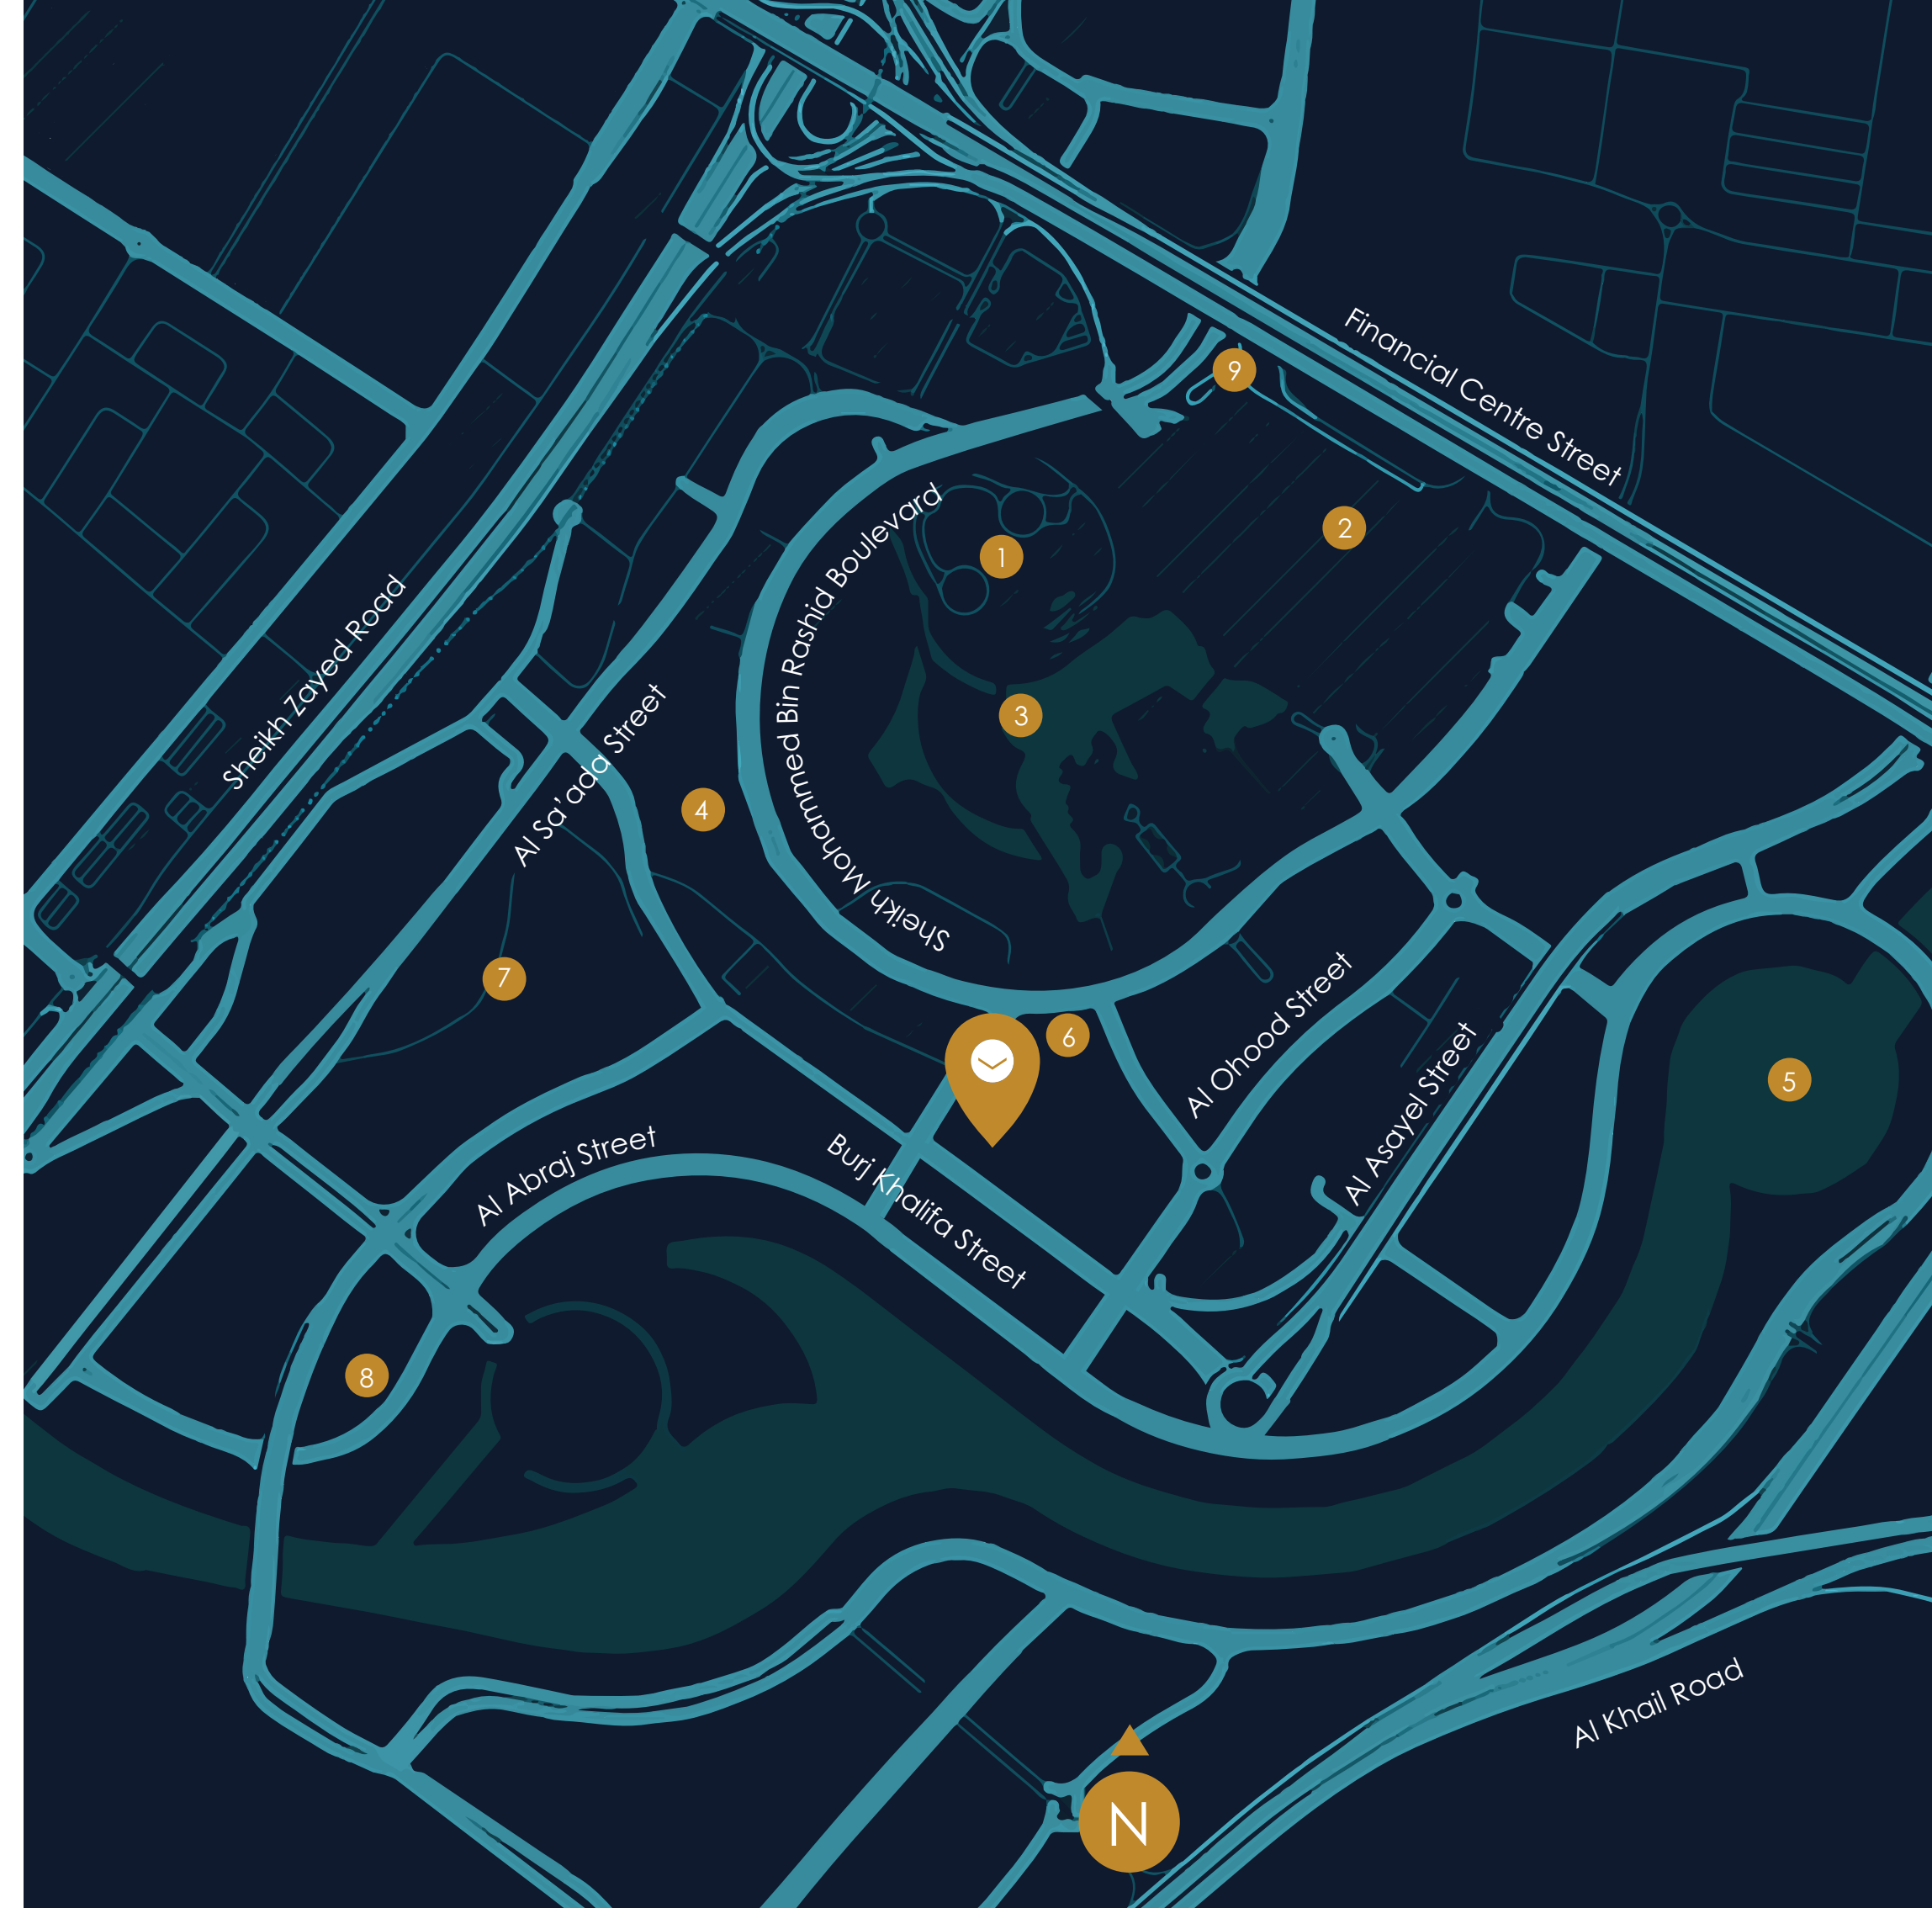 Financial Centre Street
9
2
1
Sheikh Mohammed Bin Rashid Boulevard
Sheikh Zayed Road
3
Al Sa'ada Street
4
7
6
Al Ohood Street
Al Asayel Street
5
Al Abraj Street
Burj Khalifa Street
8
Al Khail Road
N